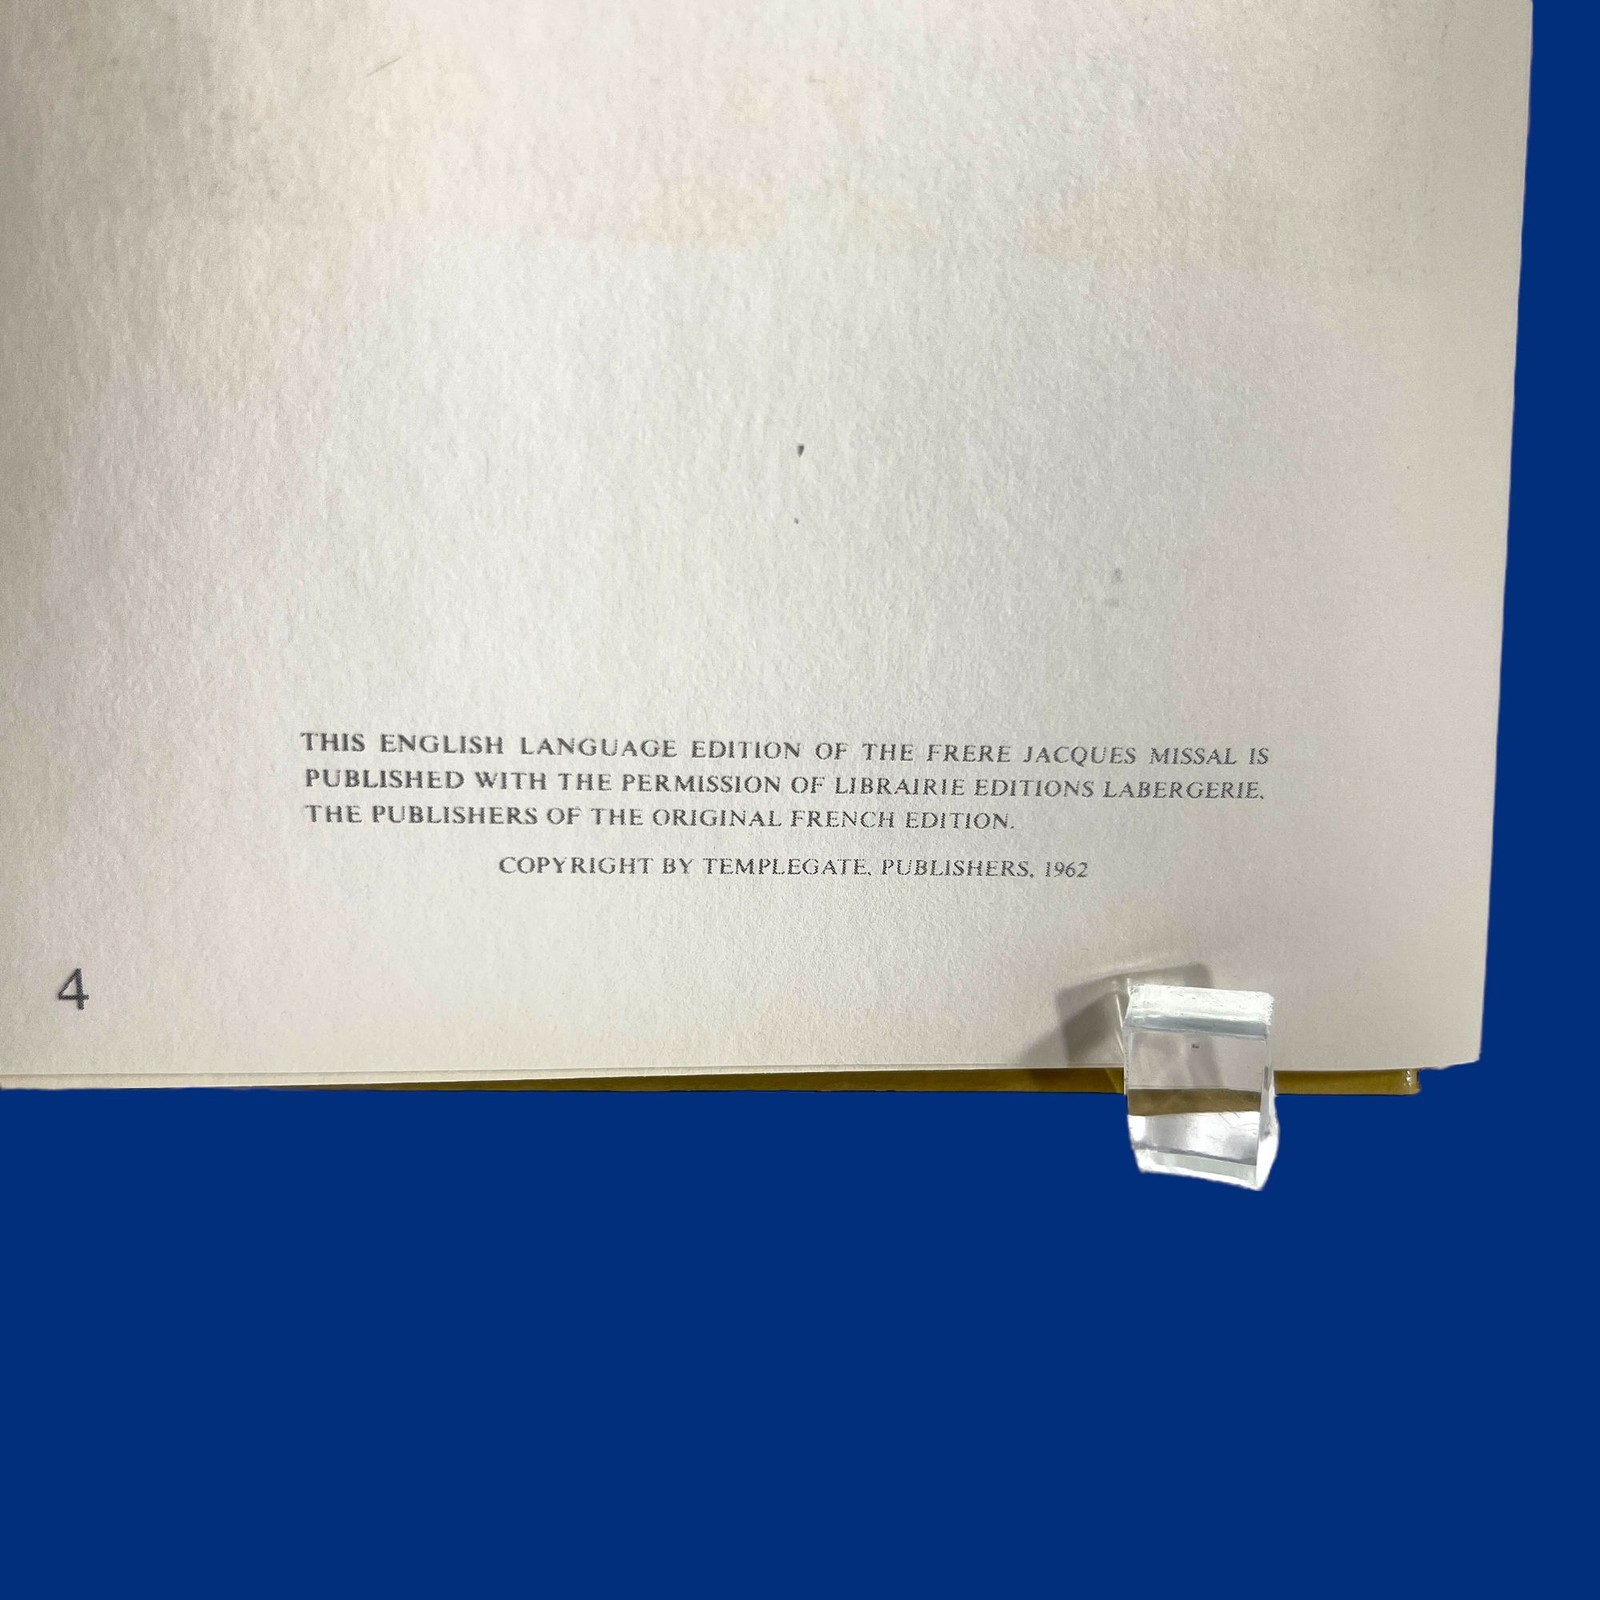 THIS ENGLISH LANGUAGE EDITION OF THE FRERE JACQUES MISSAL IS
PUBLISHED WITH THE PERMISSION OF LIBRAIRIE EDITIONS LABERGERIE,
THE PUBLISHERS OF THE ORIGINAL FRENCH EDITION.
COPYRIGHT BY TEMPLEGATE, PUBLISHERS, 1962
4